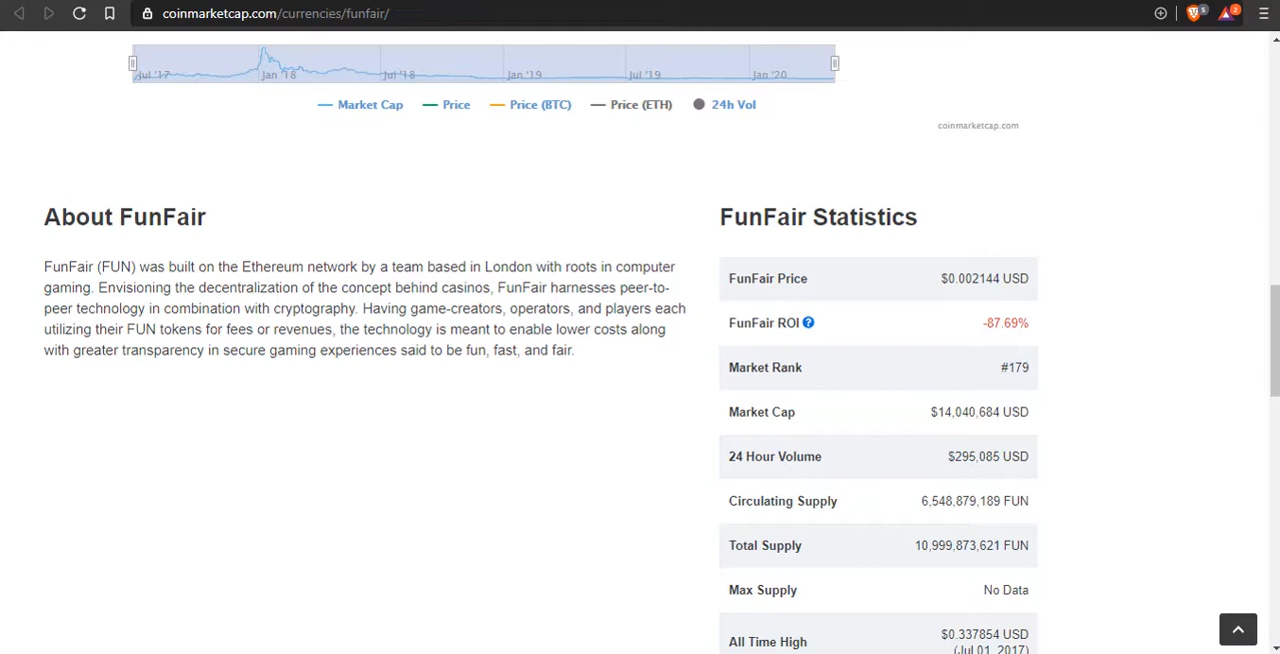 coinmarketcap.com/currencies/funfair/
5
2
Jul '17
Jan '18
Jul '18
Jan '19
Jul '19
Jan '20
Market Cap
Price
Price (BTC)
Price (ETH)
24h Vol
coinmarketcap.com
About FunFair
FunFair (FUN) was built on the Ethereum network by a team based in London with roots in computer
gaming. Envisioning the decentralization of the concept behind casinos, FunFair harnesses peer-to-
peer technology in combination with cryptography. Having game-creators, operators, and players each
utilizing their FUN tokens for fees or revenues, the technology is meant to enable lower costs along
with greater transparency in secure gaming experiences said to be fun, fast, and fair.
FunFair Statistics
FunFair Price $0.002144 USD
FunFair ROI ? -87.69%
Market Rank #179
Market Cap $14,040,684 USD
24 Hour Volume $295,085 USD
Circulating Supply 6,548,879,189 FUN
Total Supply 10,999,873,621 FUN
Max Supply No Data
All Time High $0.337854 USD
(Jul 01, 2017)